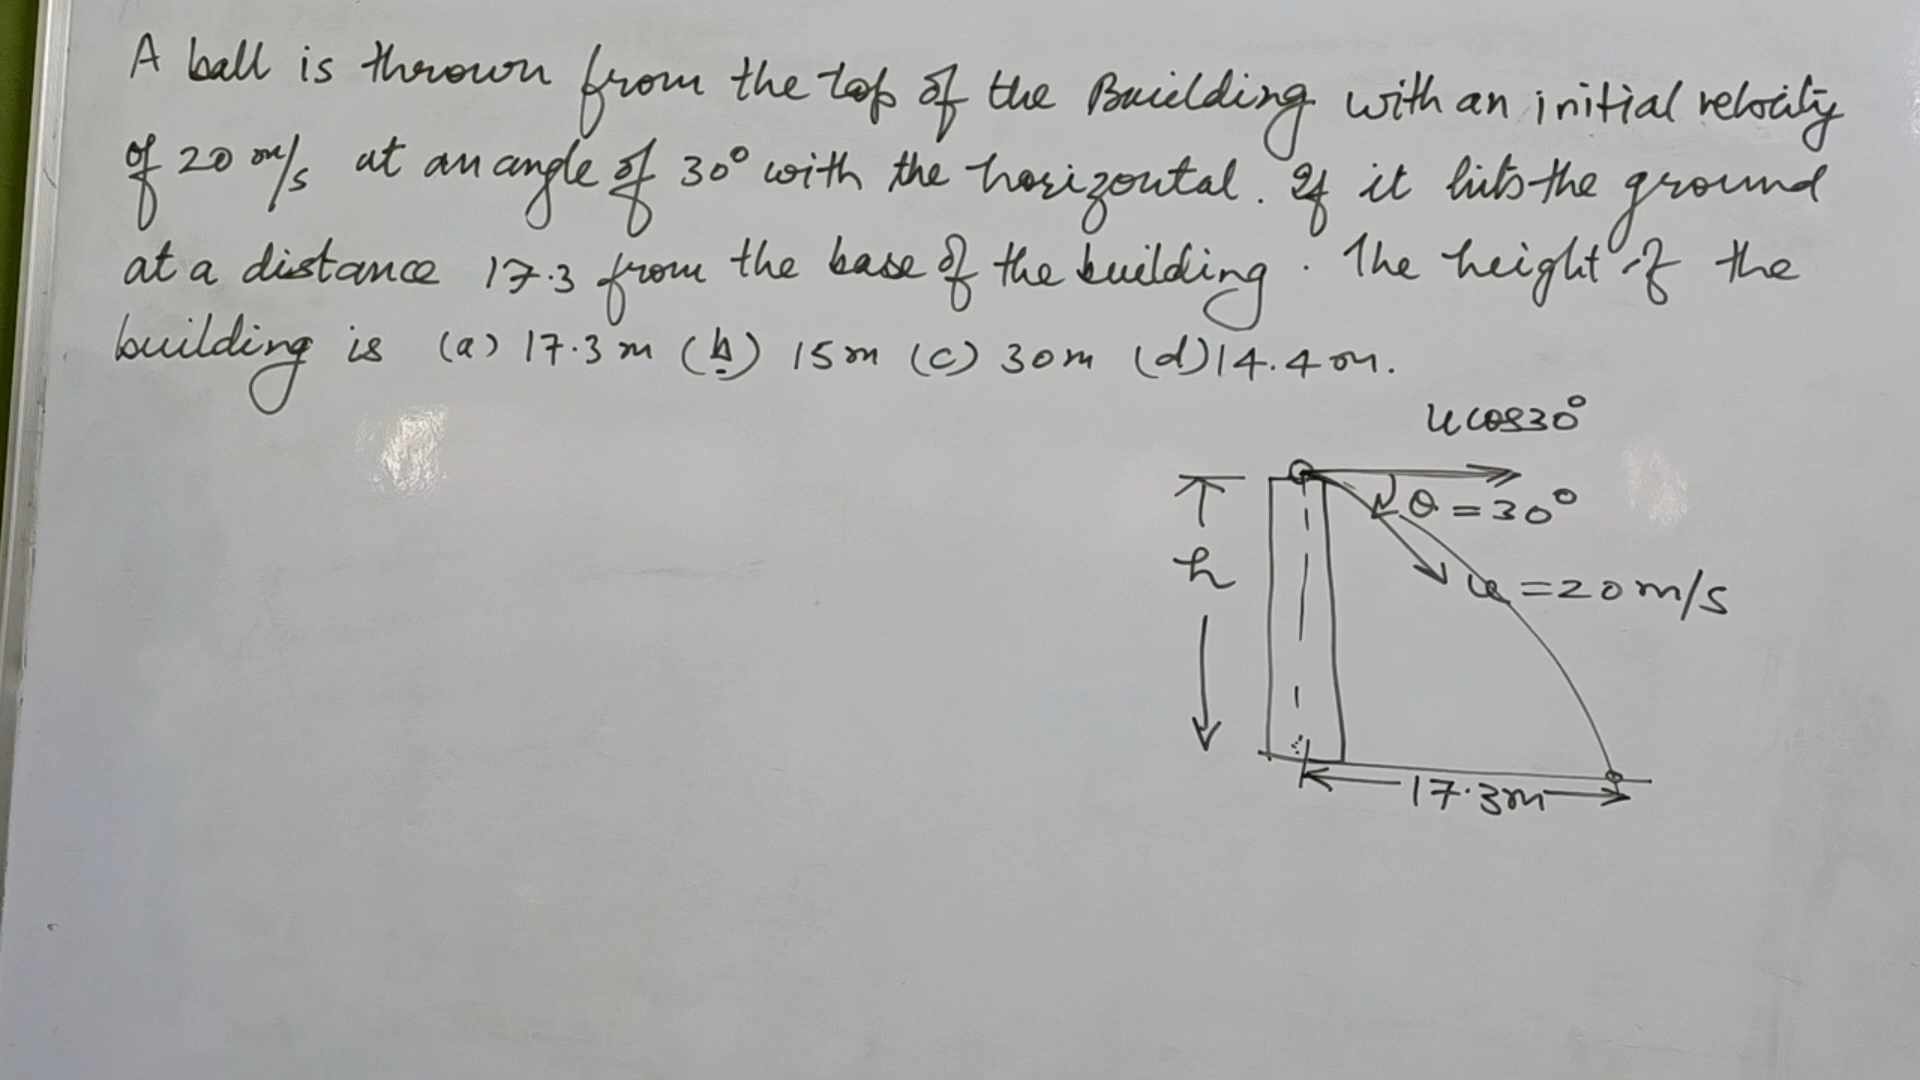 A ball is thrown from the top of the Building with an initial velocity
of 20 m/s at an angle of 30° with the horizontal. If it hits the ground
at a distance 17.3 from the base of the building. The height of the
building is (a) 17.3 m (b) 15 m (c) 30 m (d) 14.4 m.
u cos30°
θ = 30°
h
u = 20 m/s
17.3m